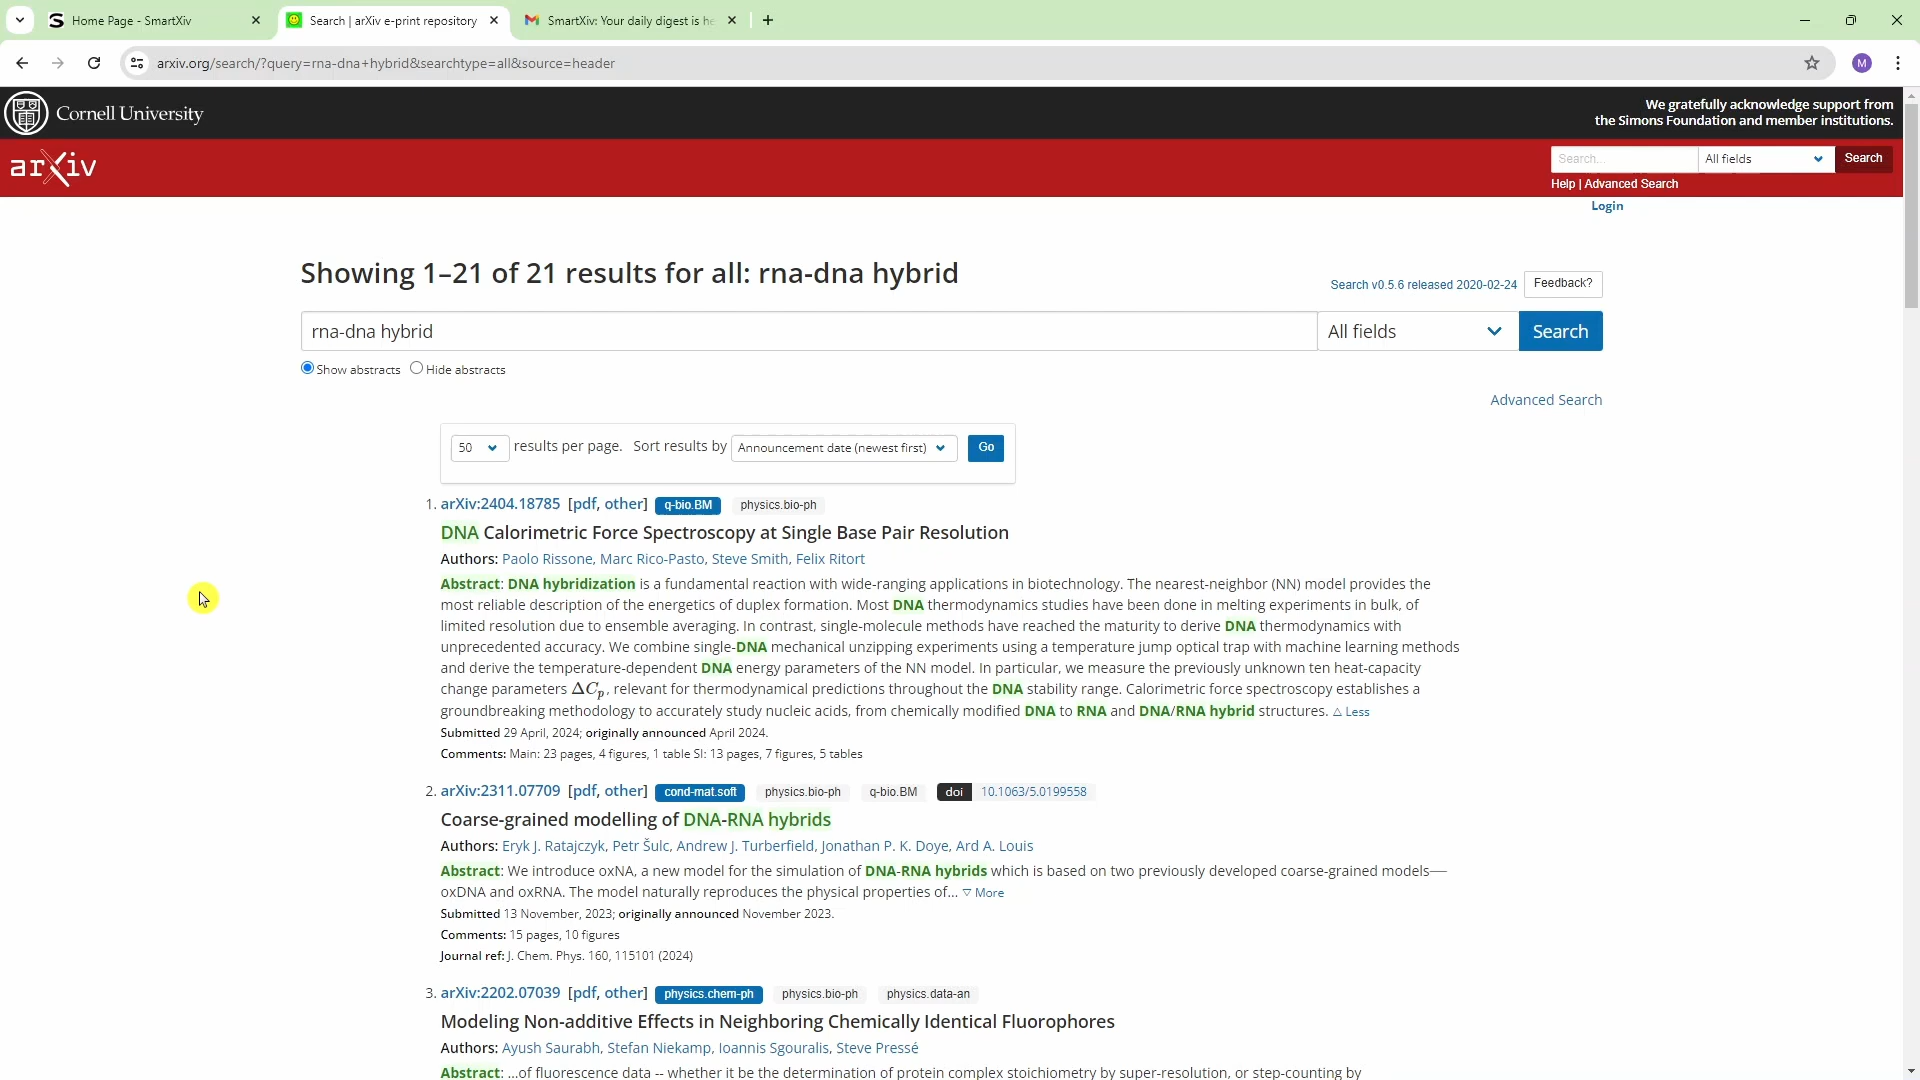 Home Page - SmartXiv
Search | arXiv e-print repository
SmartXiv: Your daily digest is he
arxiv.org/search/?query=rna-dna+hybrid&searchtype=all&source=header
M
Cornell University
We gratefully acknowledge support from
the Simons Foundation and member institutions.
arXiv
Search...
All fields
Search
Help | Advanced Search
Login
Showing 1–21 of 21 results for all: rna-dna hybrid
Search v0.5.6 released 2020-02-24
Feedback?
rna-dna hybrid
All fields
Search
Show abstracts
Hide abstracts
Advanced Search
50 results per page. Sort results by Announcement date (newest first) Go
1. arXiv:2404.18785 [pdf, other] q-bio.BM physics.bio-ph
DNA Calorimetric Force Spectroscopy at Single Base Pair Resolution
Authors: Paolo Rissone, Marc Rico-Pasto, Steve Smith, Felix Ritort
Abstract: DNA hybridization is a fundamental reaction with wide-ranging applications in biotechnology. The nearest-neighbor (NN) model provides the
most reliable description of the energetics of duplex formation. Most DNA thermodynamics studies have been done in melting experiments in bulk, of
limited resolution due to ensemble averaging. In contrast, single-molecule methods have reached the maturity to derive DNA thermodynamics with
unprecedented accuracy. We combine single-DNA mechanical unzipping experiments using a temperature jump optical trap with machine learning methods
and derive the temperature-dependent DNA energy parameters of the NN model. In particular, we measure the previously unknown ten heat-capacity
change parameters ΔCp, relevant for thermodynamical predictions throughout the DNA stability range. Calorimetric force spectroscopy establishes a
groundbreaking methodology to accurately study nucleic acids, from chemically modified DNA to RNA and DNA/RNA hybrid structures. △ Less
Submitted 29 April, 2024; originally announced April 2024.
Comments: Main: 23 pages, 4 figures, 1 table SI: 13 pages, 7 figures, 5 tables
2. arXiv:2311.07709 [pdf, other] cond-mat.soft physics.bio-ph q-bio.BM doi 10.1063/5.0199558
Coarse-grained modelling of DNA-RNA hybrids
Authors: Eryk J. Ratajczyk, Petr Šulc, Andrew J. Turberfield, Jonathan P. K. Doye, Ard A. Louis
Abstract: We introduce oxNA, a new model for the simulation of DNA-RNA hybrids which is based on two previously developed coarse-grained models—
oxDNA and oxRNA. The model naturally reproduces the physical properties of... ▽ More
Submitted 13 November, 2023; originally announced November 2023.
Comments: 15 pages, 10 figures
Journal ref: J. Chem. Phys. 160, 115101 (2024)
3. arXiv:2202.07039 [pdf, other] physics.chem-ph physics.bio-ph physics.data-an
Modeling Non-additive Effects in Neighboring Chemically Identical Fluorophores
Authors: Ayush Saurabh, Stefan Niekamp, Ioannis Sgouralis, Steve Pressé
Abstract: ...of fluorescence data -- whether it be the determination of protein complex stoichiometry by super-resolution, or step-counting by